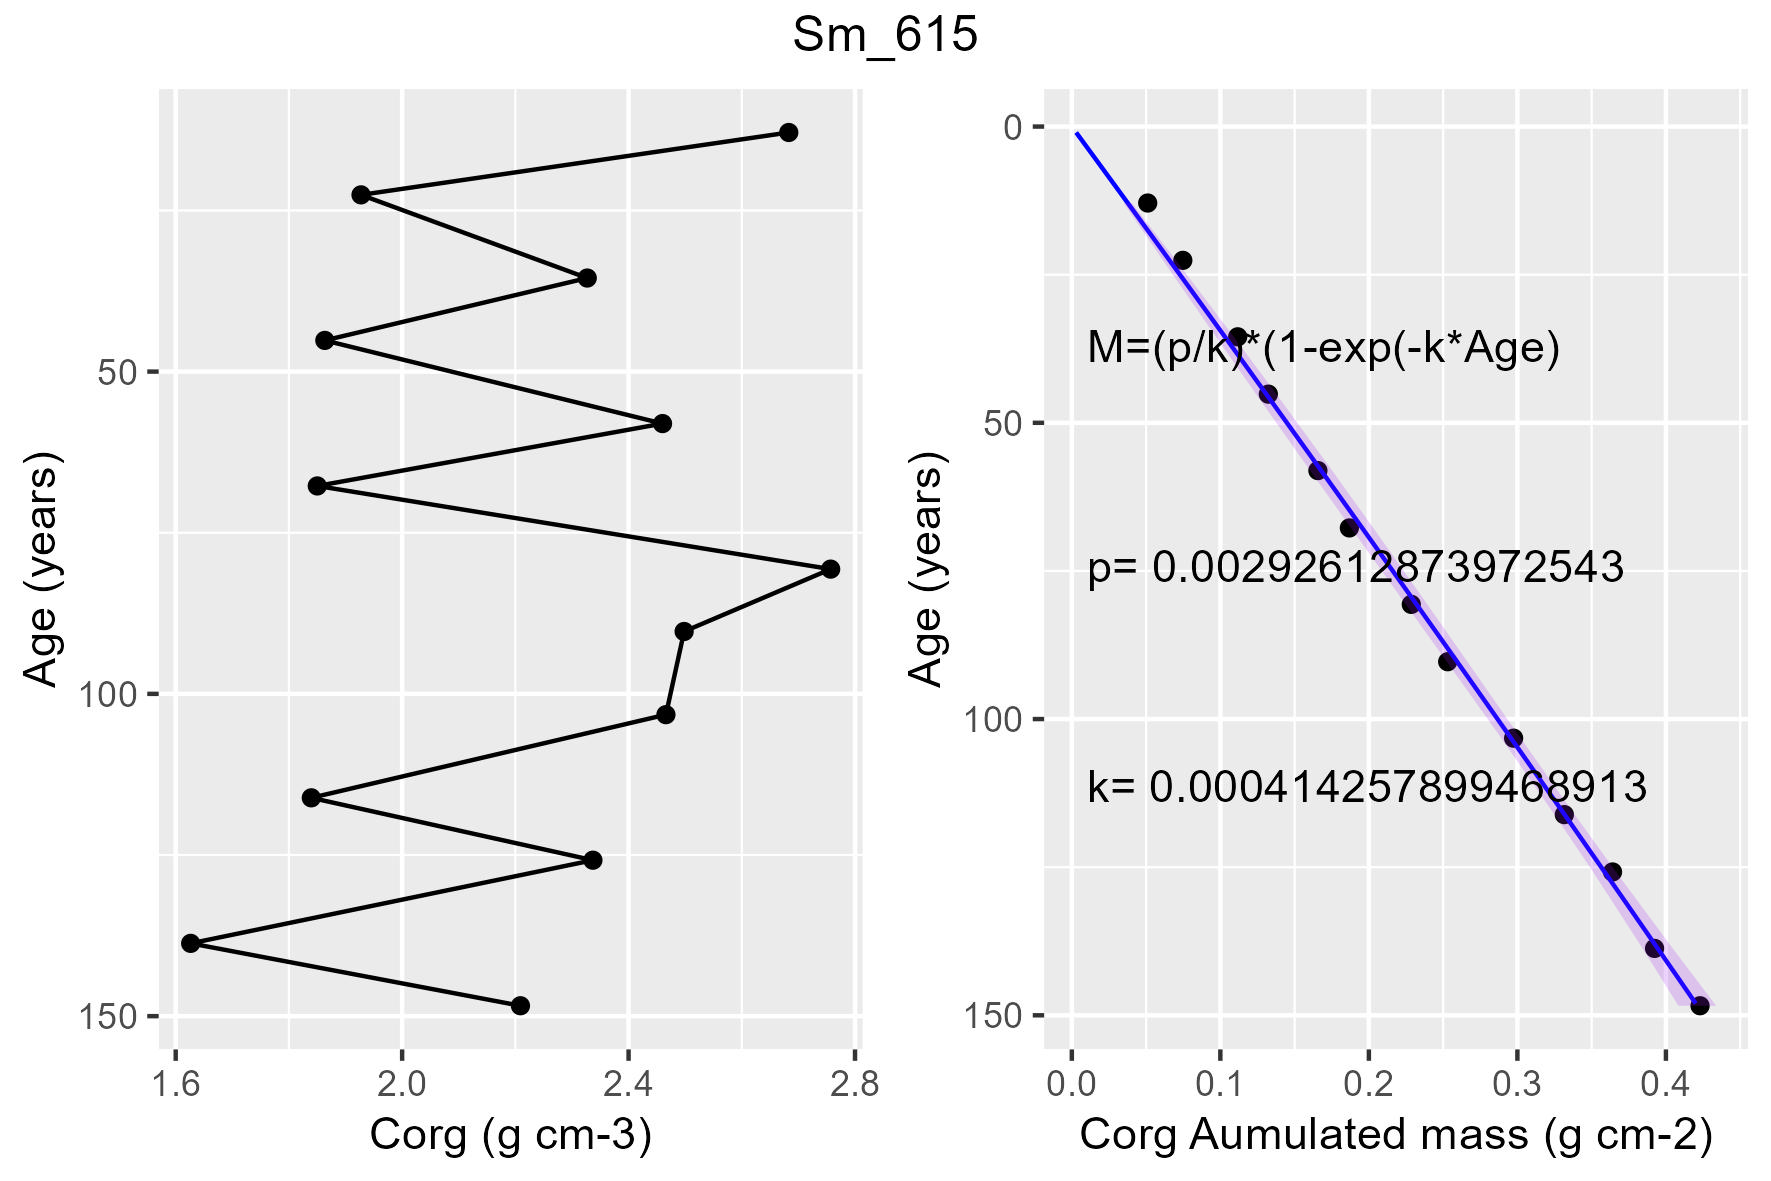 Sm_615
Age (years)
50
100
150
1.6 2.0 2.4 2.8
Corg (g cm-3)
Age (years)
0
50
100
150
M=(p/k)*(1-exp(-k*Age)
p= 0.00292612873972543
k= 0.000414257899468913
0.0 0.1 0.2 0.3 0.4
Corg Aumulated mass (g cm-2)